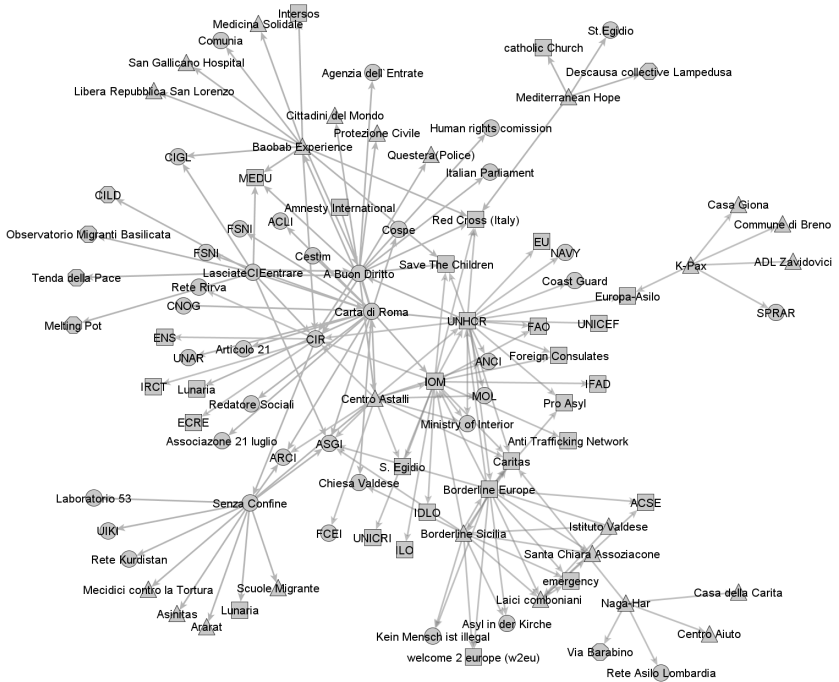 Intersos
Medicina Solidale
St.Egidio
Comunia
catholic Church
San Gallicano Hospital
Agenzia dell'Entrate
Descausa collective Lampedusa
Libera Repubblica San Lorenzo
Mediterranean Hope
Cittadini del Mondo
Protezione Civile
Human rights comission
Baobab Experience
CIGL
Questera(Police)
MEDU
Italian Parliament
CILD
Casa Giona
Amnesty International
ACLI
Red Cross (Italy)
Commune di Breno
FSNI
Cospe
Observatorio Migranti Basilicata
EU
NAVY
FSNI
Cestim
Save The Children
K-Pax
ADL Zavidovici
Tenda della Pace
LasciateCIEentrare
A Buon Diritto
Coast Guard
Rete Rirva
Europa-Asilo
CNOG
Carta di Roma
SPRAR
Melting Pot
UNHCR
FAO
UNICEF
ENS
CIR
Articolo 21
UNAR
ANCI
Foreign Consulates
IRCT
Lunaria
IOM
IFAD
Redatore Sociali
Centro Astalli
MOL
Pro Asyl
ECRE
Ministry of Interior
Associazone 21 luglio
ASGI
Anti Trafficking Network
ARCI
S. Egidio
Caritas
Chiesa Valdese
Borderline Europe
Laboratorio 53
Senza Confine
ACSE
IDLO
UIKI
FCEI
UNICRI
Borderline Sicilia
Istituto Valdese
ILO
Rete Kurdistan
Santa Chiara Assoziacone
emergency
Mecidici contro la Tortura
Scuole Migrante
Laici comboniani
Naga-Har
Casa della Carita
Asinitas
Lunaria
Ararat
Asyl in der Kirche
Kein Mensch ist illegal
Centro Aiuto
welcome 2 europe (w2eu)
Via Barabino
Rete Asilo Lombardia